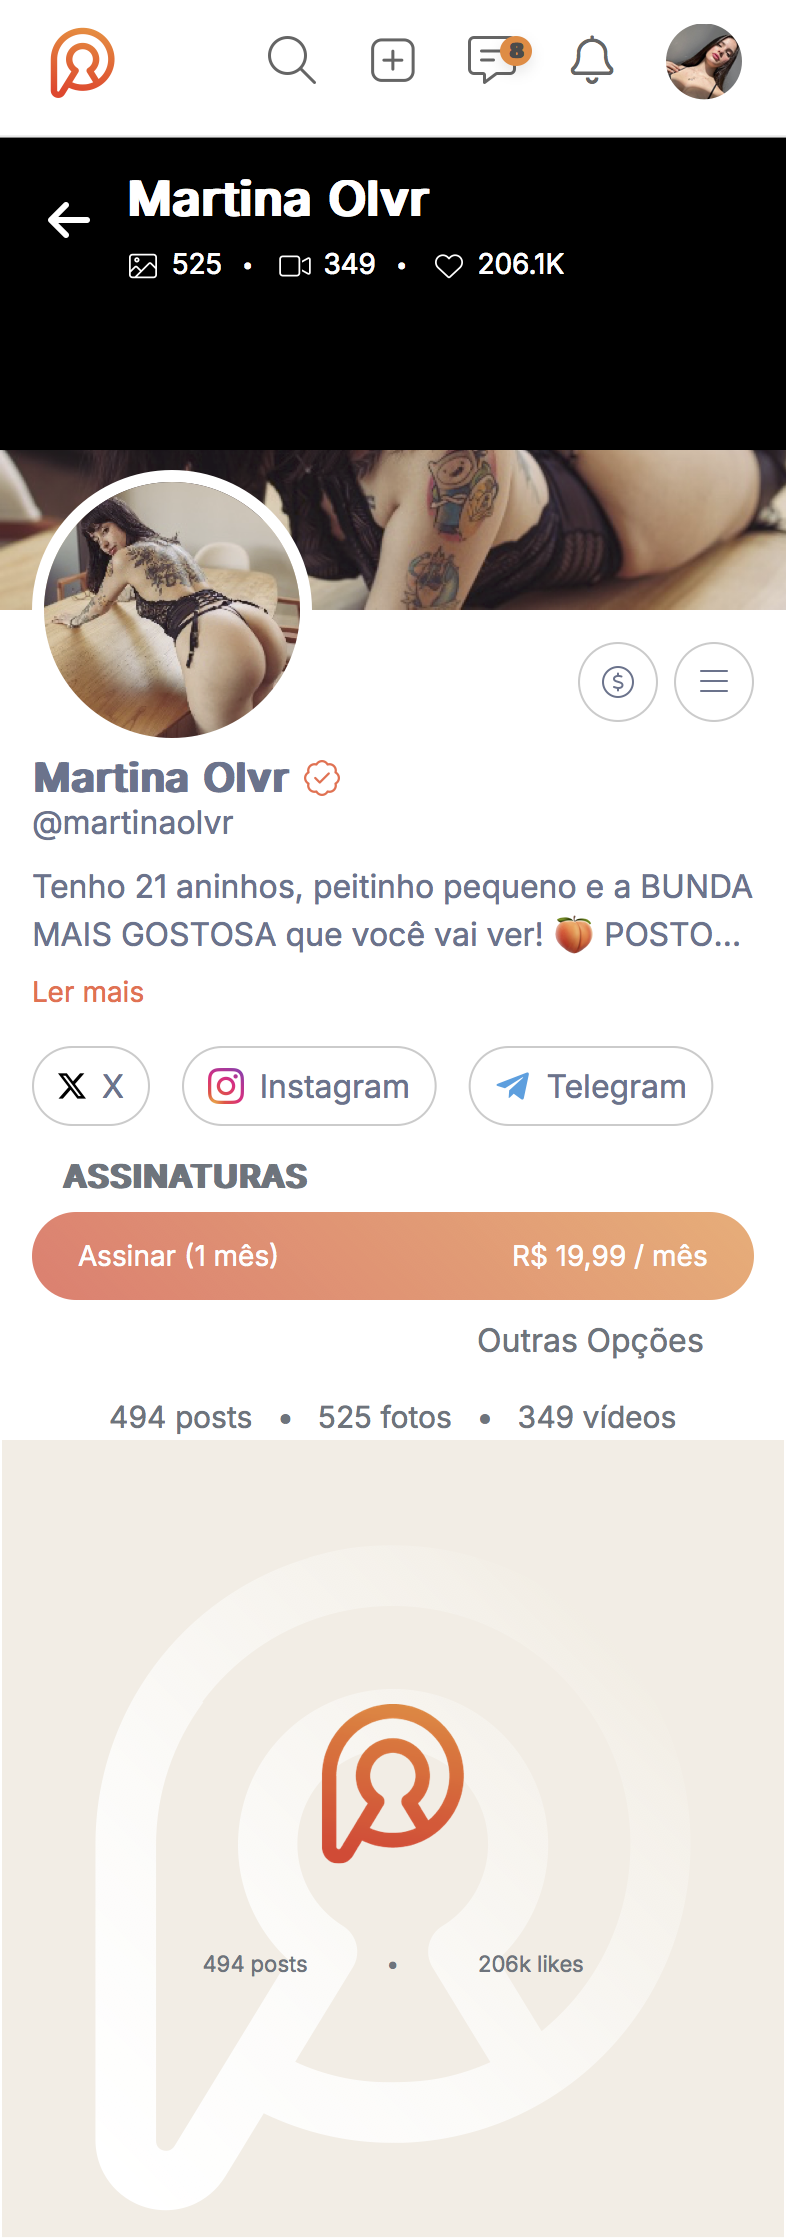 8
Martina Olvr
525 • 349 • 206.1K
Martina Olvr
@martinaolvr
Tenho 21 aninhos, peitinho pequeno e a BUNDA
MAIS GOSTOSA que você vai ver! 🍑 POSTO...
Ler mais
X
Instagram
Telegram
ASSINATURAS
Assinar (1 mês) R$ 19,99 / mês
Outras Opções
494 posts • 525 fotos • 349 vídeos
494 posts • 206k likes